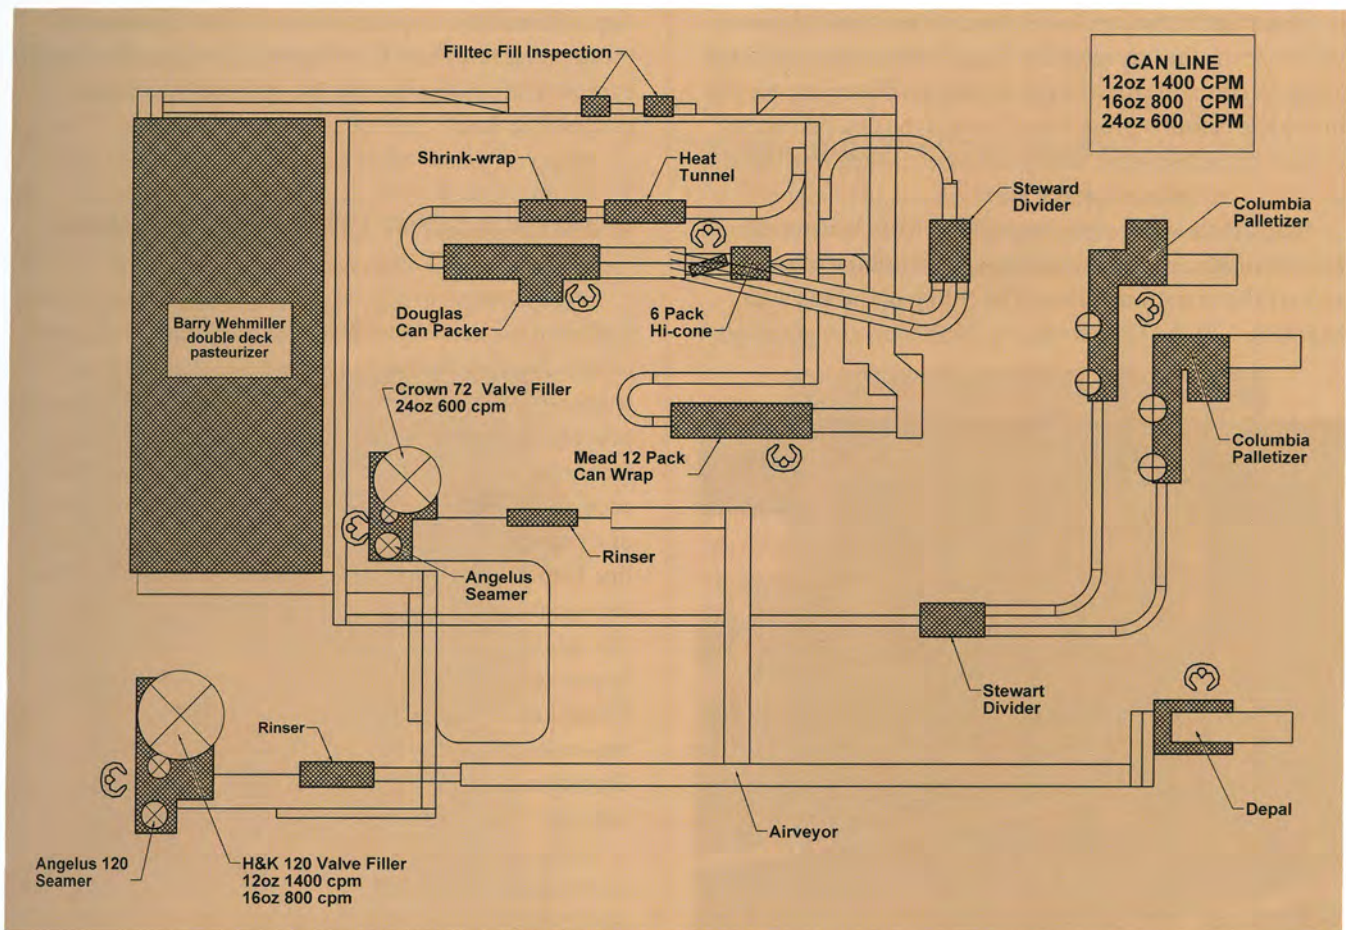 Filltec Fill Inspection
CAN LINE
12oz 1400 CPM
16oz 800 CPM
24oz 600 CPM
Shrink-wrap
Heat
Tunnel
Steward
Divider
Columbia
Palletizer
Barry Wehmiller
double deck
pasteurizer
Douglas
Can Packer
6 Pack
Hi-cone
Crown 72 Valve Filler
24oz 600 cpm
Mead 12 Pack
Can Wrap
Columbia
Palletizer
Rinser
Angelus
Seamer
Stewart
Divider
Rinser
Depal
Airveyor
Angelus 120
Seamer
H&K 120 Valve Filler
12oz 1400 cpm
16oz 800 cpm